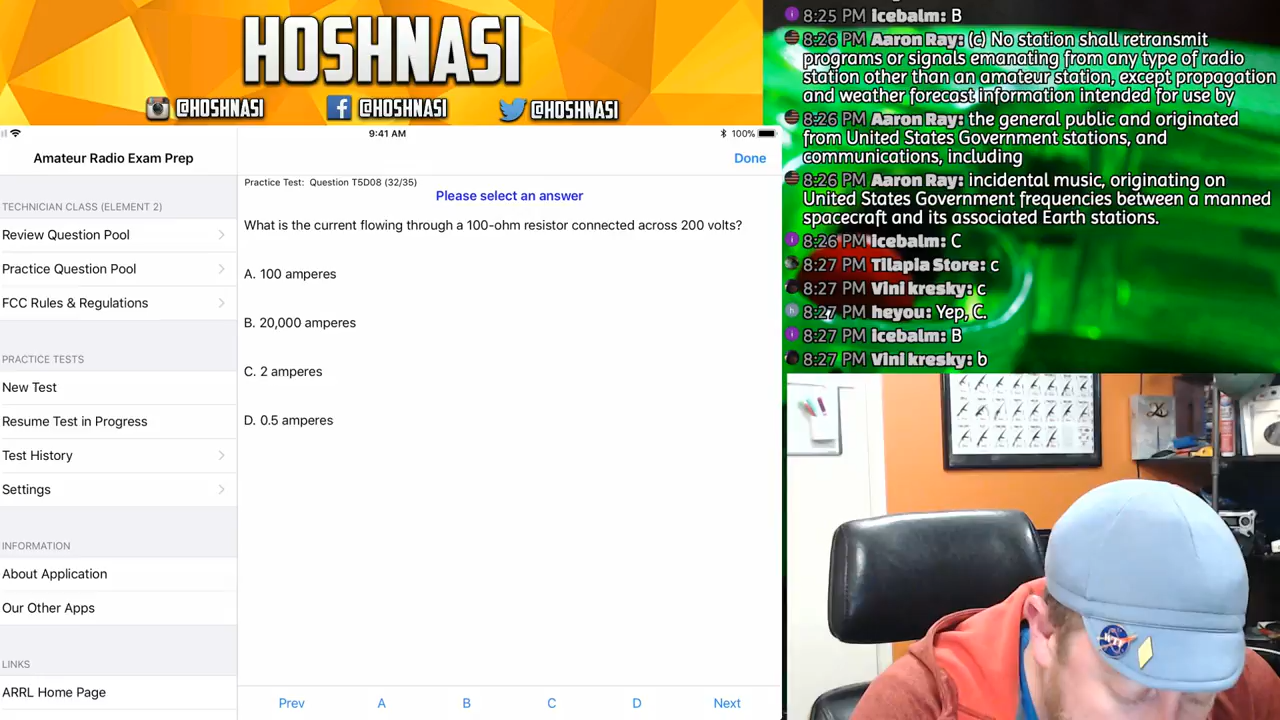 HOSHNASI
@HOSHNASI
@HOSHNASI
@HOSHNASI
9:41 AM
100%
Amateur Radio Exam Prep
Done
TECHNICIAN CLASS (ELEMENT 2)
Review Question Pool
Practice Question Pool
FCC Rules & Regulations
PRACTICE TESTS
New Test
Resume Test in Progress
Test History
Settings
INFORMATION
About Application
Our Other Apps
LINKS
ARRL Home Page
Practice Test: Question T5D08 (32/35)
Please select an answer
What is the current flowing through a 100-ohm resistor connected across 200 volts?
A. 100 amperes
B. 20,000 amperes
C. 2 amperes
D. 0.5 amperes
Prev
A
B
C
D
Next
8:25 PM icebalm: B
8:26 PM Aaron Ray: (c) No station shall retransmit
programs or signals emanating from any type of radio
station other than an amateur station, except propagation
and weather forecast information intended for use by
8:26 PM Aaron Ray: the general public and originated
from United States Government stations, and
communications, including
8:26 PM Aaron Ray: incidental music, originating on
United States Government frequencies between a manned
spacecraft and its associated Earth stations.
8:26 PM icebalm: C
8:27 PM Tilapia Store: c
8:27 PM Vini kresky: c
8:27 PM heyou: Yep, C.
8:27 PM icebalm: B
8:27 PM Vini kresky: b